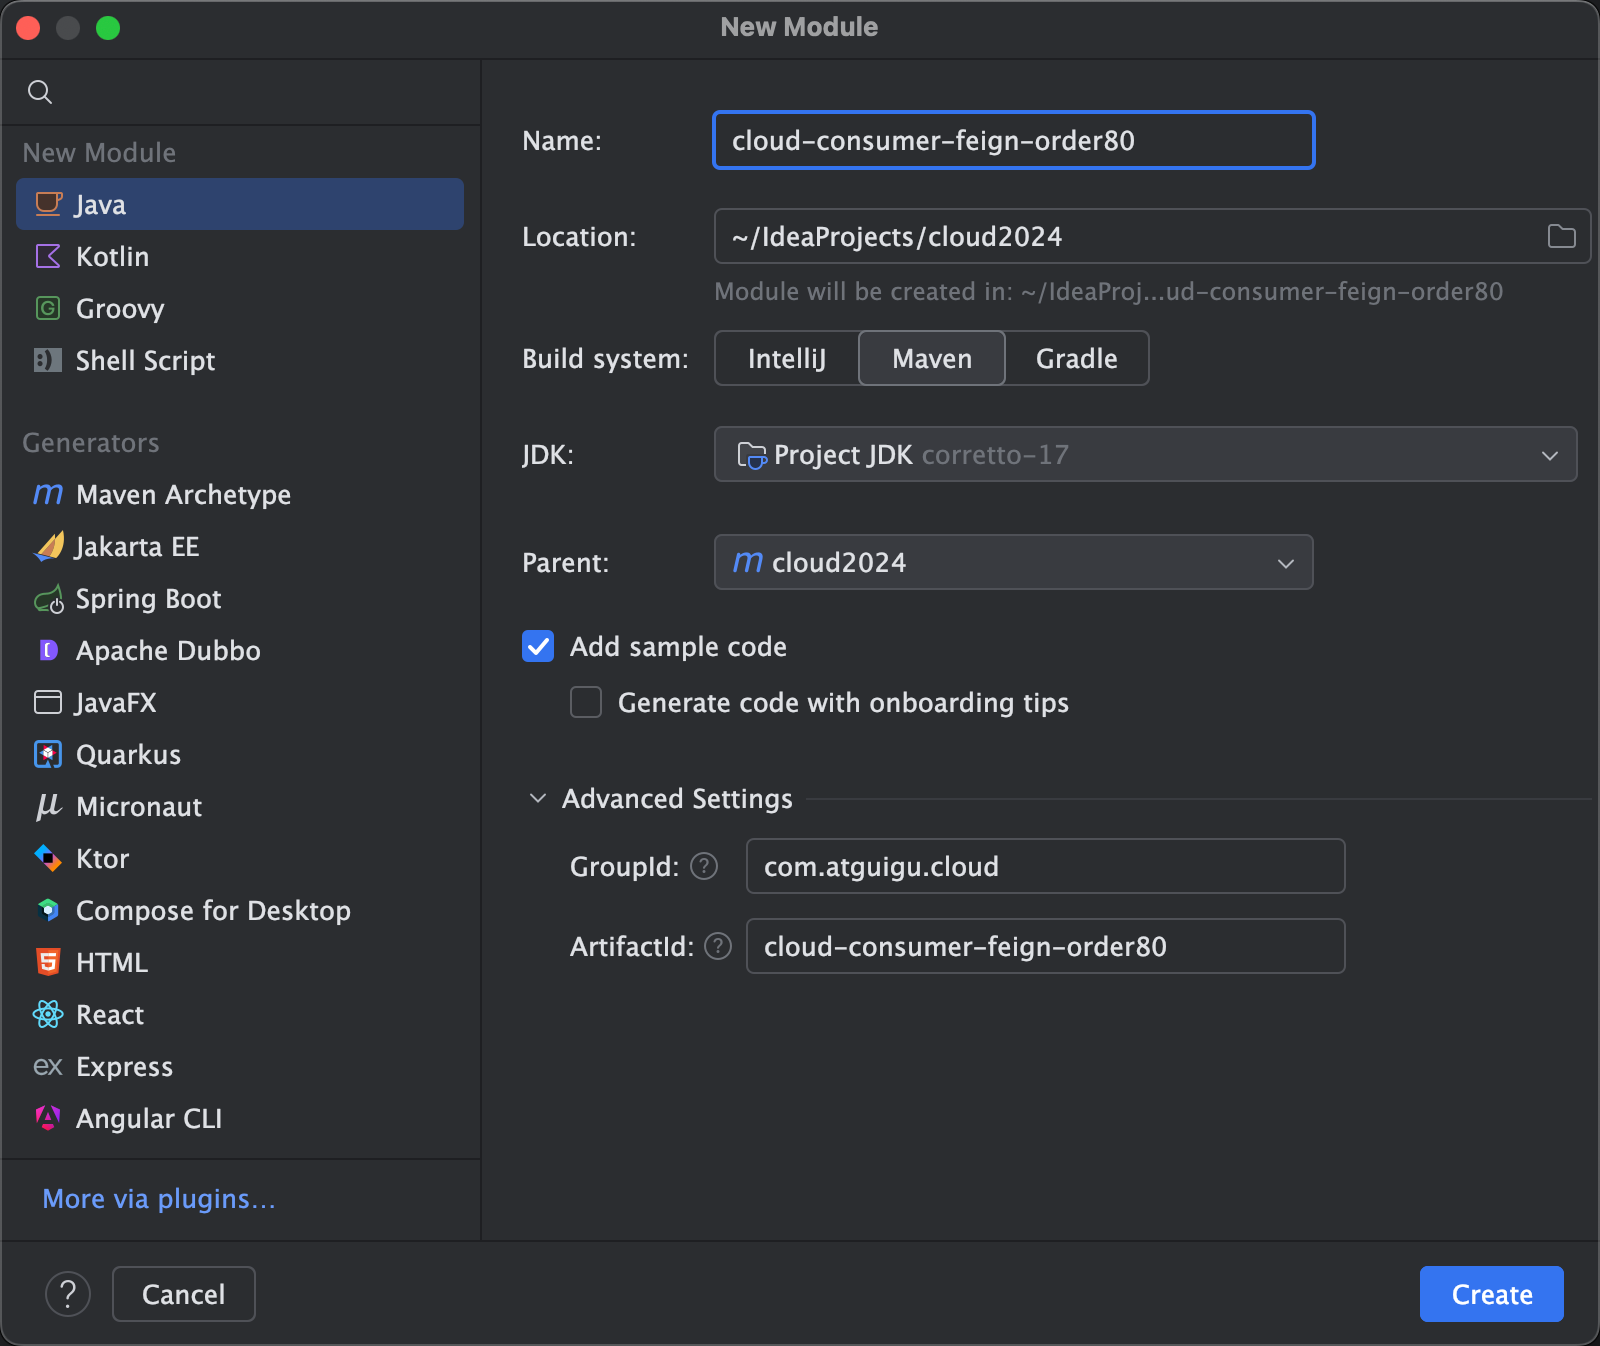 New Module
New Module
Java
Kotlin
Groovy
Shell Script
Generators
Maven Archetype
Jakarta EE
Spring Boot
Apache Dubbo
JavaFX
Quarkus
Micronaut
Ktor
Compose for Desktop
HTML
React
Express
Angular CLI
More via plugins...
Name: cloud-consumer-feign-order80
Location: ~/IdeaProjects/cloud2024
Module will be created in: ~/IdeaProj...ud-consumer-feign-order80
Build system: IntelliJ Maven Gradle
JDK: Project JDK corretto-17
Parent: cloud2024
Add sample code
Generate code with onboarding tips
Advanced Settings
GroupId: ? com.atguigu.cloud
ArtifactId: ? cloud-consumer-feign-order80
? Cancel Create